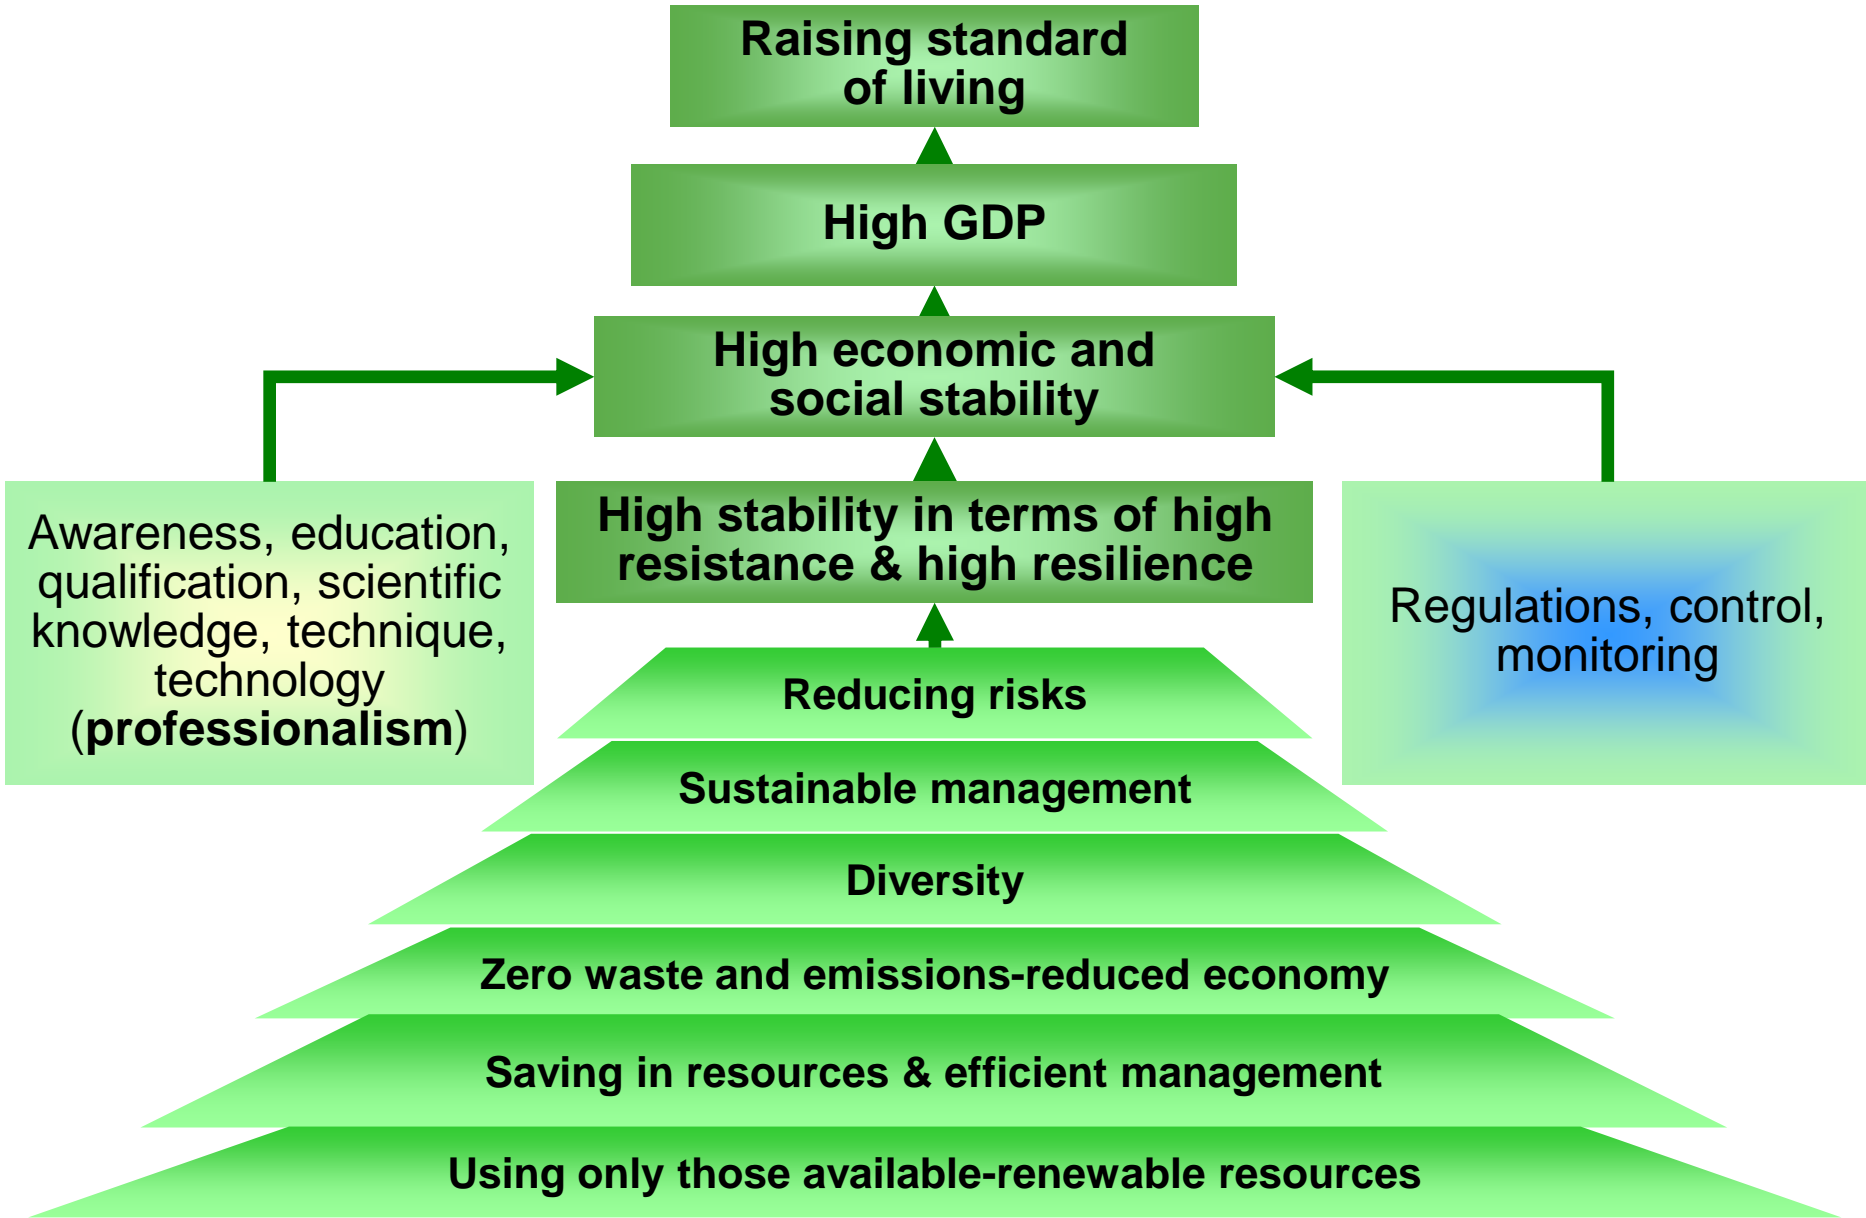 Raising standard
of living
High GDP
High economic and
social stability
Awareness, education,
qualification, scientific
knowledge, technique,
technology
(professionalism)
High stability in terms of high
resistance & high resilience
Regulations, control,
monitoring
Reducing risks
Sustainable management
Diversity
Zero waste and emissions-reduced economy
Saving in resources & efficient management
Using only those available-renewable resources